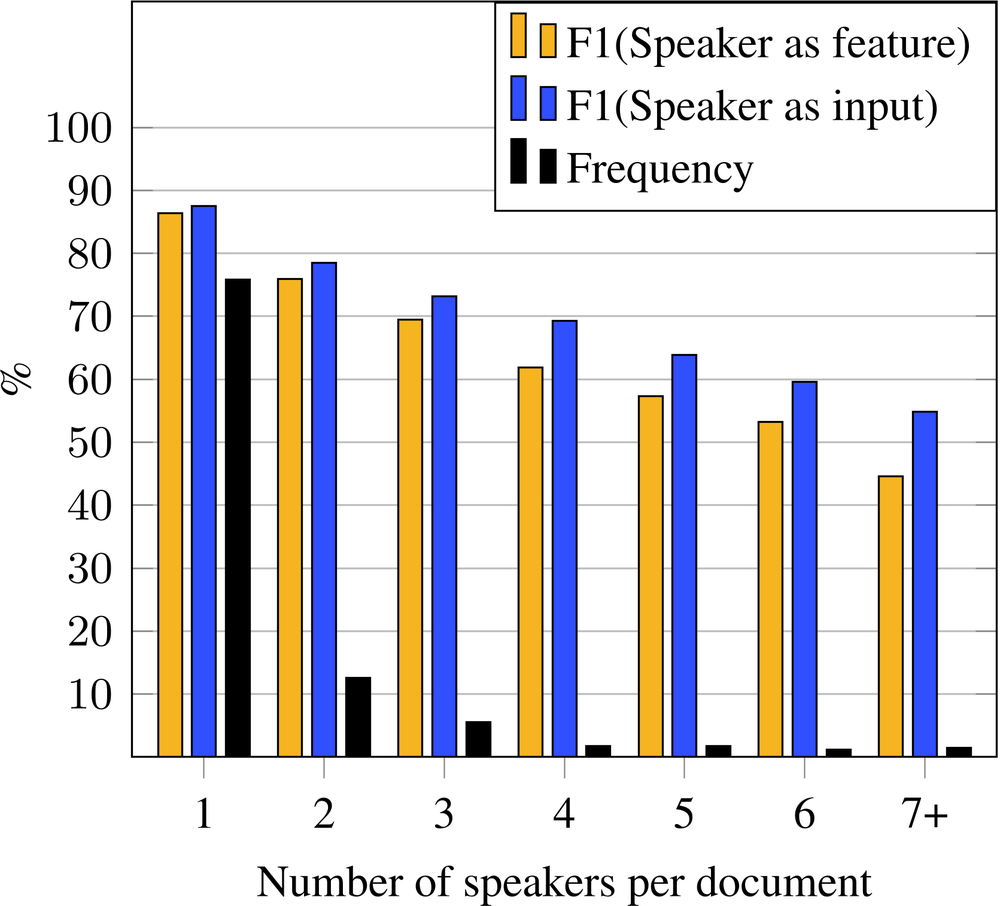 F1(Speaker as feature)
F1(Speaker as input)
Frequency
100
90
80
70
60
50
40
30
20
10
%
1 2 3 4 5 6 7+
Number of speakers per document